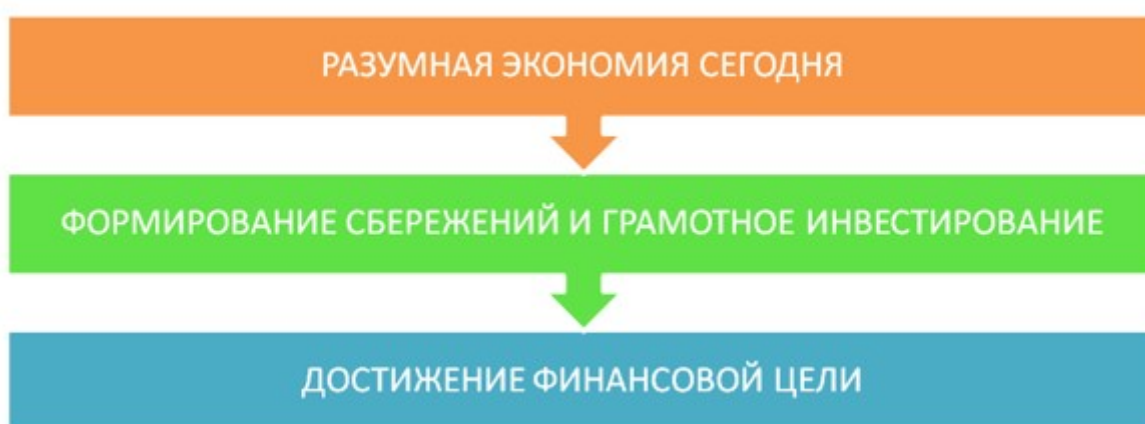 РАЗУМНАЯ ЭКОНОМИЯ СЕГОДНЯ
ФОРМИРОВАНИЕ СБЕРЕЖЕНИЙ И ГРАМОТНОЕ ИНВЕСТИРОВАНИЕ
ДОСТИЖЕНИЕ ФИНАНСОВОЙ ЦЕЛИ